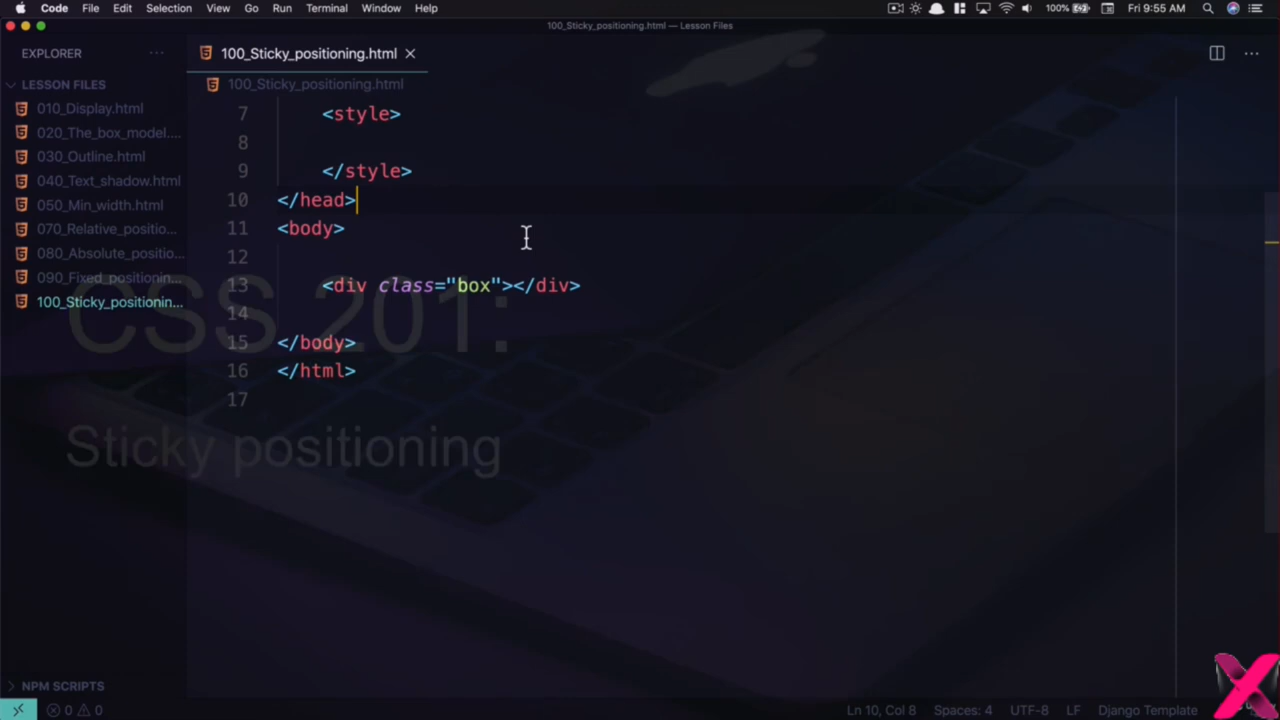 Code File Edit Selection View Go Run Terminal Window Help 100% Fri 9:55 AM
100_Sticky_positioning.html — Lesson Files
EXPLORER ···
100_Sticky_positioning.html
LESSON FILES
100_Sticky_positioning.html
010_Display.html
020_The_box_model....
030_Outline.html
040_Text_shadow.html
050_Min_width.html
070_Relative_positio...
080_Absolute_positio...
090_Fixed_positionin...
100_Sticky_positionin...
7 <style>
8
9 </style>
10 </head>
11 <body>
12
13 <div class="box"></div>
14
15 </body>
16 </html>
17
CSS 201:
Sticky positioning
NPM SCRIPTS
0 0 Ln 10, Col 8 Spaces: 4 UTF-8 LF Django Template
X